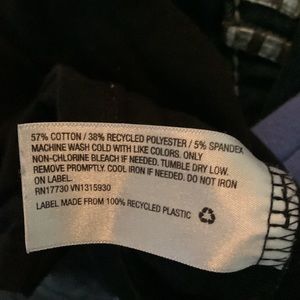 57% COTTON / 38% RECYCLED POLYESTER / 5% SPANDEX
MACHINE WASH COLD WITH LIKE COLORS. ONLY
NON-CHLORINE BLEACH IF NEEDED. TUMBLE DRY LOW.
REMOVE PROMPTLY. COOL IRON IF NEEDED. DO NOT IRON
ON LABEL.
RN17730 VN1315930
LABEL MADE FROM 100% RECYCLED PLASTIC